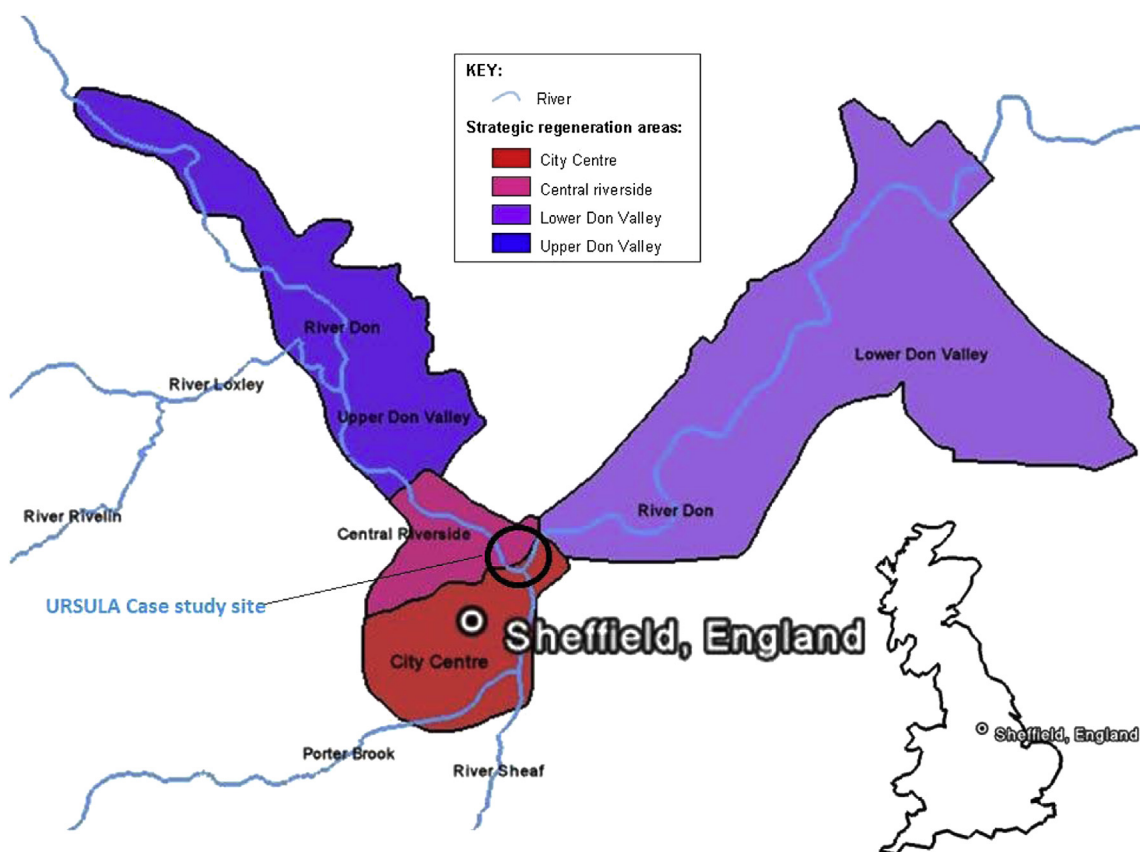 KEY:
River
Strategic regeneration areas:
City Centre
Central riverside
Lower Don Valley
Upper Don Valley
River Don
Lower Don Valley
River Loxley
Upper Don Valley
River Don
River Rivelin
Central Riverside
URSULA Case study site
Sheffield, England
City Centre
Sheffield, England
Porter Brook
River Sheaf